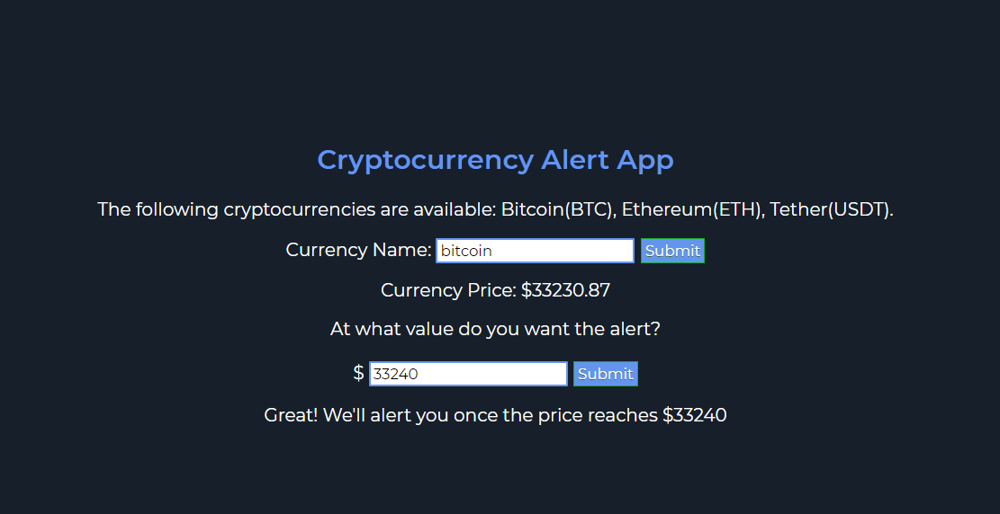 Cryptocurrency Alert App
The following cryptocurrencies are available: Bitcoin(BTC), Ethereum(ETH), Tether(USDT).
Currency Name: bitcoin Submit
Currency Price: $33230.87
At what value do you want the alert?
$ 33240 Submit
Great! We'll alert you once the price reaches $33240